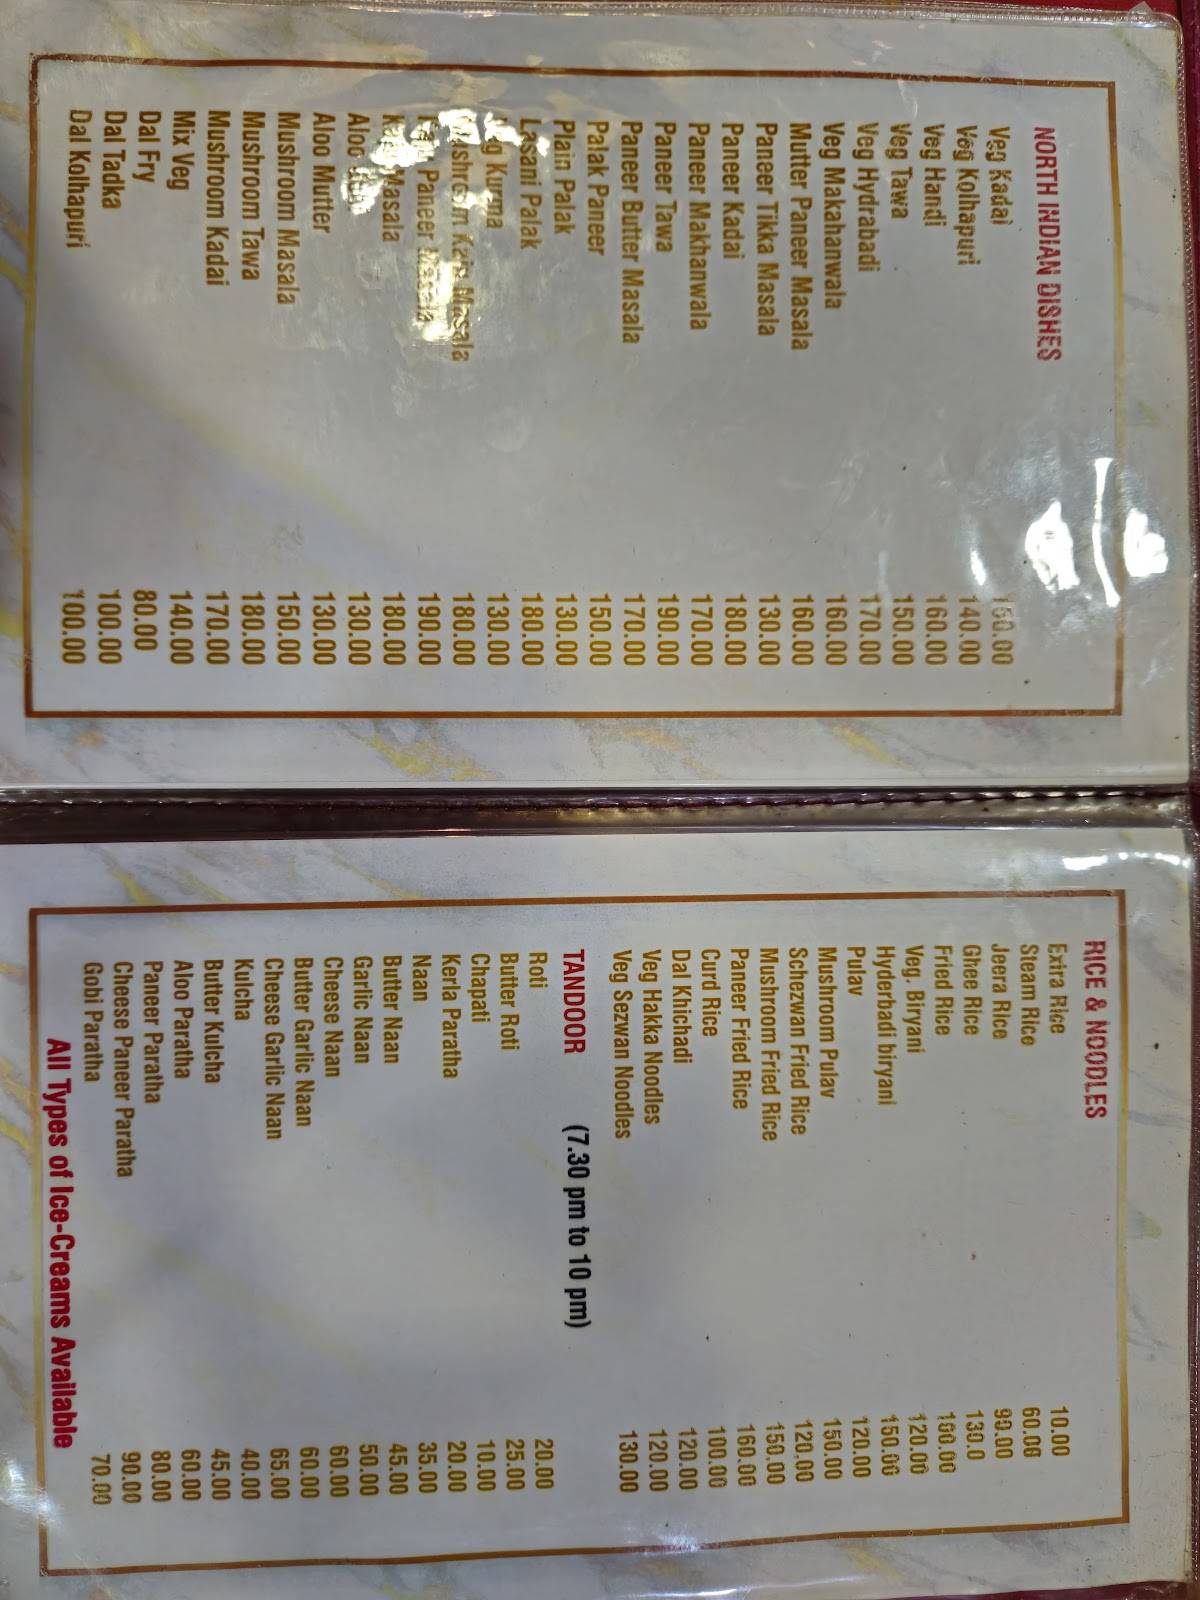 NORTH INDIAN DISHES
Veg Kadai
Veg Kolhapuri 140.00
Veg Handi 160.00
Veg Tawa 150.00
Veg Hydrabadi 170.00
Veg Makahanwala 160.00
Mutter Paneer Masala 160.00
Paneer Tikka Masala 130.00
Paneer Kadai 180.00
Paneer Makhanwala 170.00
Paneer Tawa 190.00
Paneer Butter Masala 170.00
Palak Paneer 150.00
Plain Palak 130.00
Lasani Palak 180.00
Veg Kurma 130.00
Mushrom Kaju Masala 180.00
Paneer Masala 190.00
Kaju Masala 180.00
Aloo 130.00
Aloo Mutter 130.00
Mushroom Masala 150.00
Mushroom Tawa 180.00
Mushroom Kadai 170.00
Mix Veg 140.00
Dal Fry 80.00
Dal Tadka 100.00
Dal Kolhapuri 100.00
RICE & NOODLES
Extra Rice 10.00
Steam Rice 60.00
Jeera Rice 90.00
Ghee Rice 130.0
Fried Rice 100.00
Veg. Biryani 120.00
Hyderbadi biryani 150.00
Pulav 120.00
Mushroom Pulav 150.00
Schezwan Fried Rice 120.00
Mushroom Fried Rice 150.00
Paneer Fried Rice 160.00
Curd Rice 100.00
Dal Khichadi 120.00
Veg Hakka Noodles 120.00
Veg Sezwan Noodles 130.00
TANDOOR (7.30 pm to 10 pm)
Roti 20.00
Butter Roti 25.00
Chapati 10.00
Kerla Paratha 20.00
Naan 35.00
Butter Naan 45.00
Garlic Naan 50.00
Cheese Naan 60.00
Butter Garlic Naan 60.00
Cheese Garlic Naan 65.00
Kulcha 40.00
Butter Kulcha 45.00
Aloo Paratha 60.00
Paneer Paratha 80.00
Cheese Paneer Paratha 90.00
Gobi Paratha 70.00
All Types of Ice-Creams Available